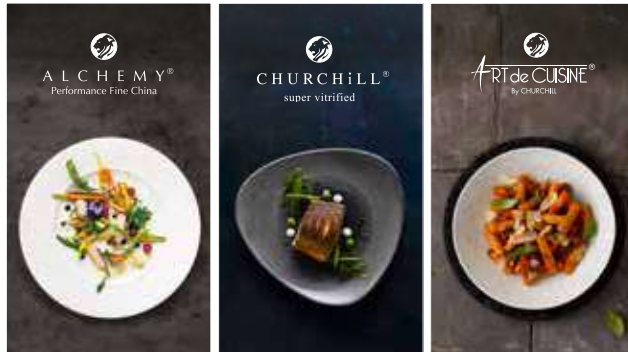 ALCHEMY®
Performance Fine China
CHURCHiLL®
super vitrified
ART de CUISINE®
By CHURCHiLL